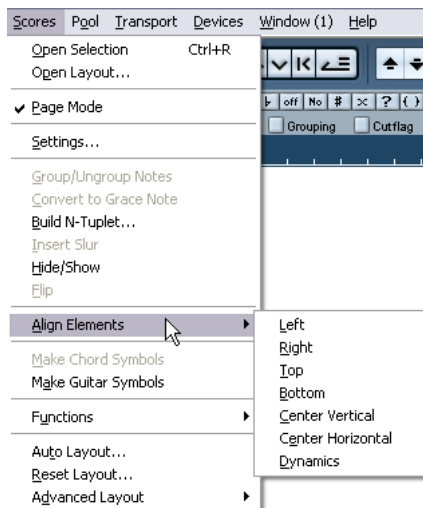 Scores Pool Transport Devices Window (1) Help
Open Selection Ctrl+R
Open Layout...
Page Mode
off No # x ? ( )
Grouping Cutflag
Settings...
Group/Ungroup Notes
Convert to Grace Note
Build N-Tuplet...
Insert Slur
Hide/Show
Flip
Align Elements
Left
Right
Top
Bottom
Center Vertical
Center Horizontal
Dynamics
Make Chord Symbols
Make Guitar Symbols
Functions
Auto Layout...
Reset Layout...
Advanced Layout